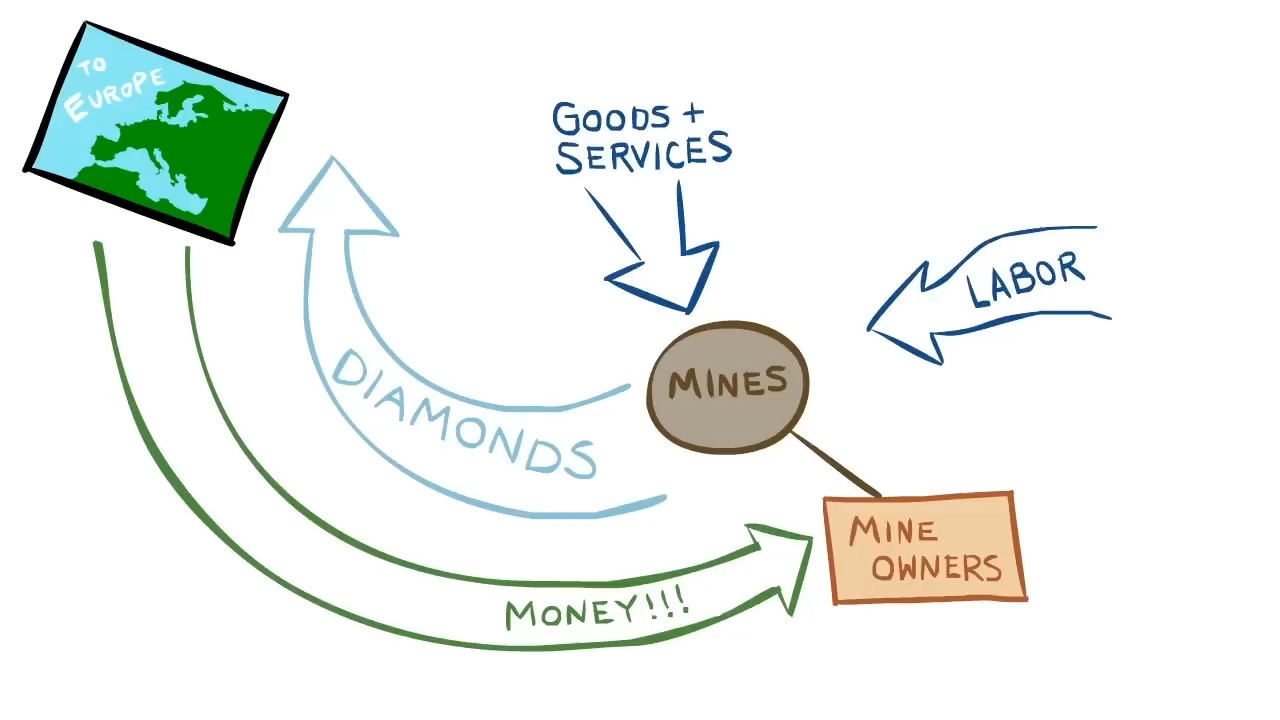 TO
EUROPE
GOODS +
SERVICES
LABOR
MINES
DIAMONDS
MINE
OWNERS
MONEY!!!